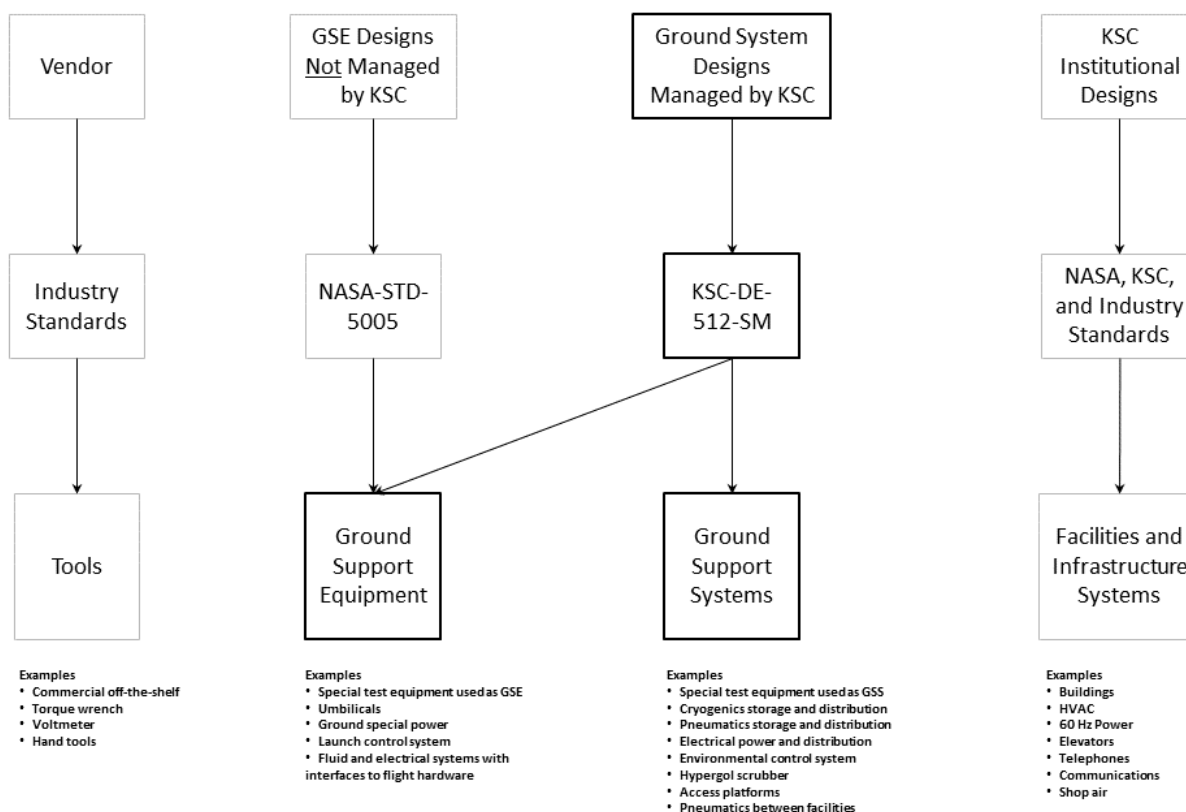 Vendor
GSE Designs
Not Managed
by KSC
Ground System
Designs
Managed by KSC
KSC
Institutional
Designs
Industry
Standards
NASA-STD-
5005
KSC-DE-
512-SM
NASA, KSC,
and Industry
Standards
Tools
Ground
Support
Equipment
Ground
Support
Systems
Facilities and
Infrastructure
Systems
Examples
• Commercial off-the-shelf
• Torque wrench
• Voltmeter
• Hand tools
Examples
• Special test equipment used as GSE
• Umbilicals
• Ground special power
• Launch control system
• Fluid and electrical systems with
interfaces to flight hardware
Examples
• Special test equipment used as GSS
• Cryogenics storage and distribution
• Pneumatics storage and distribution
• Electrical power and distribution
• Environmental control system
• Hypergol scrubber
• Access platforms
• Pneumatics between facilities
Examples
• Buildings
• HVAC
• 60 Hz Power
• Elevators
• Telephones
• Communications
• Shop air